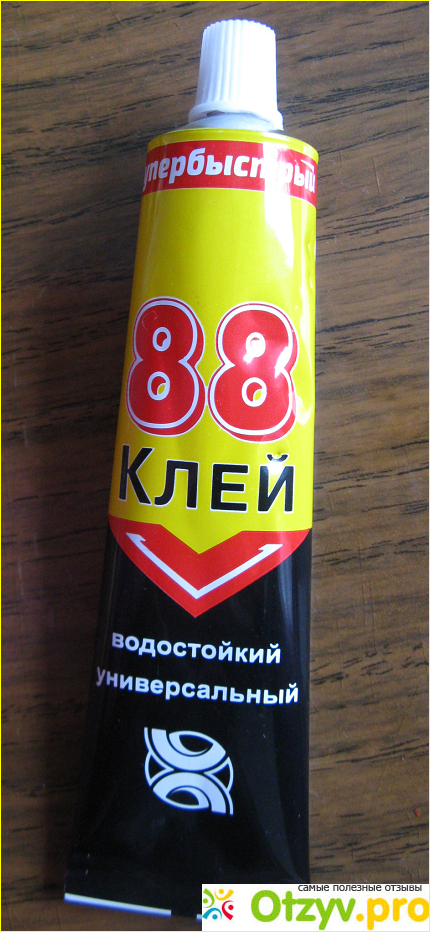 упербыстрый
88
КЛЕЙ
водостойкий
универсальный
самые полезные отзывы
Otzyv.pro